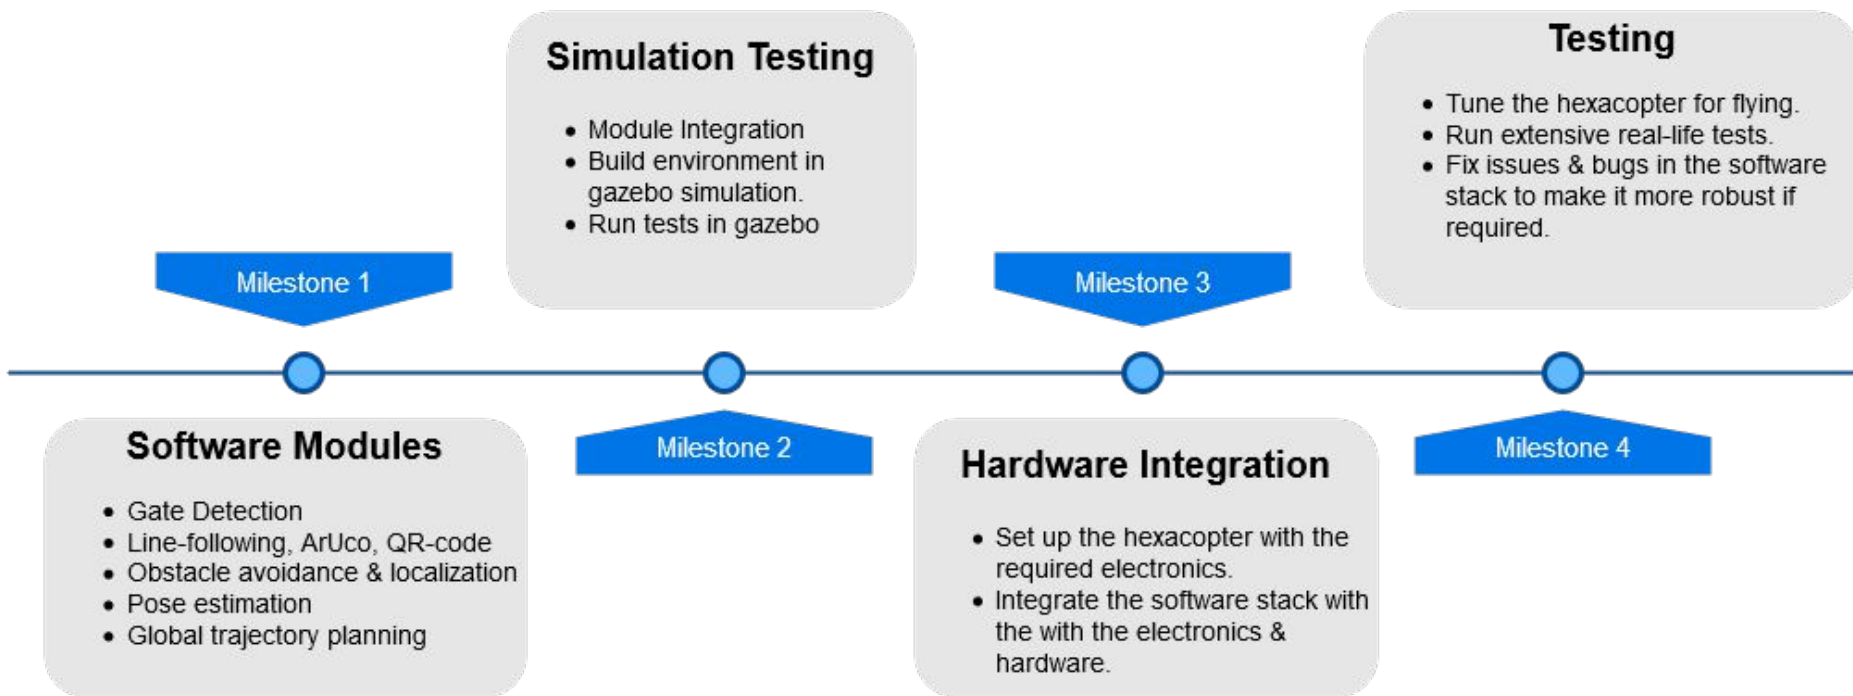 Simulation Testing
• Module Integration
• Build environment in
gazebo simulation.
• Run tests in gazebo
Testing
• Tune the hexacopter for flying.
• Run extensive real-life tests.
• Fix issues & bugs in the software
stack to make it more robust if
required.
Milestone 1
Milestone 3
Software Modules
• Gate Detection
• Line-following, ArUco, QR-code
• Obstacle avoidance & localization
• Pose estimation
• Global trajectory planning
Milestone 2
Hardware Integration
• Set up the hexacopter with the
required electronics.
• Integrate the software stack with
the with the electronics &
hardware.
Milestone 4